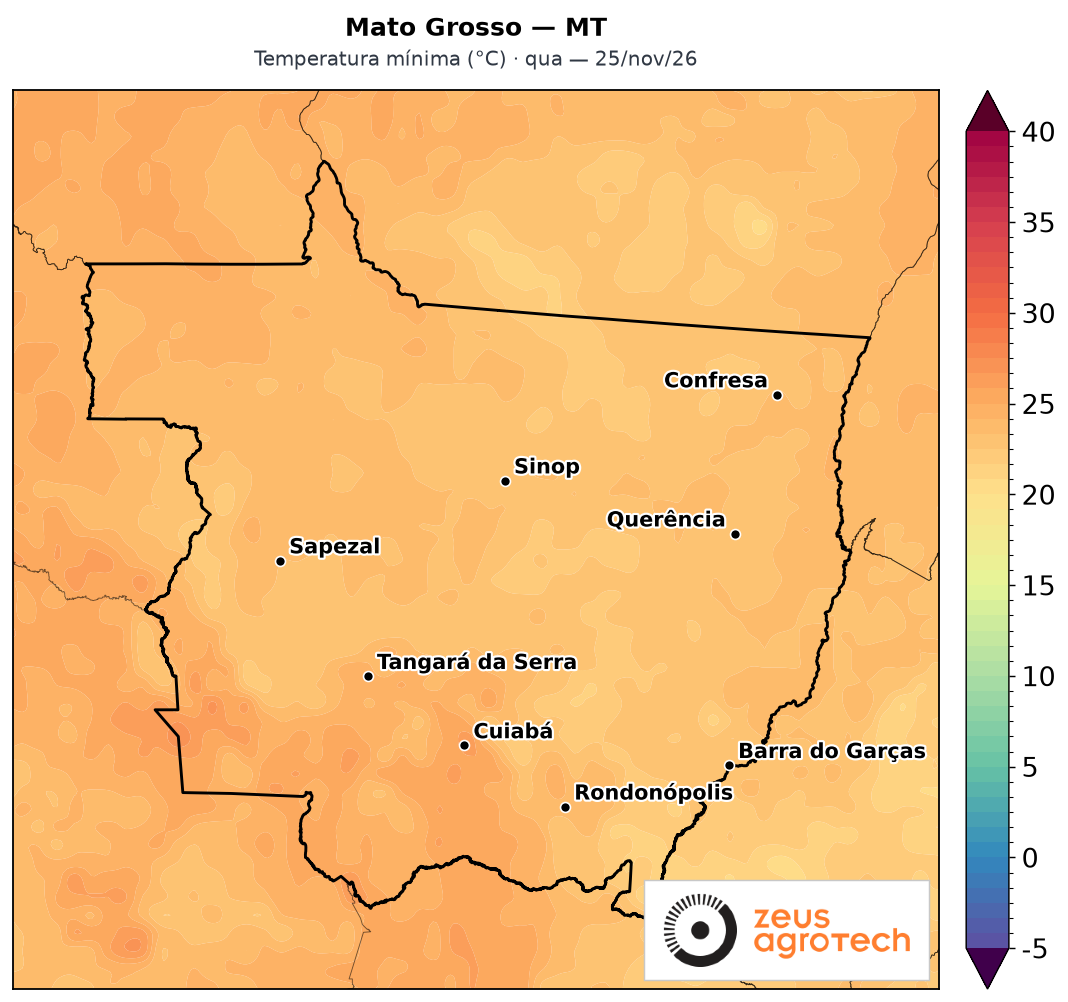 Mato Grosso — MT
Temperatura mínima (°C) · qua — 25/nov/26
40
35
30
25
20
15
10
5
0
-5
Confresa
Sinop
Querência
Sapezal
Tangará da Serra
Cuiabá
Barra do Garças
Rondonópolis
zeus
agrotech